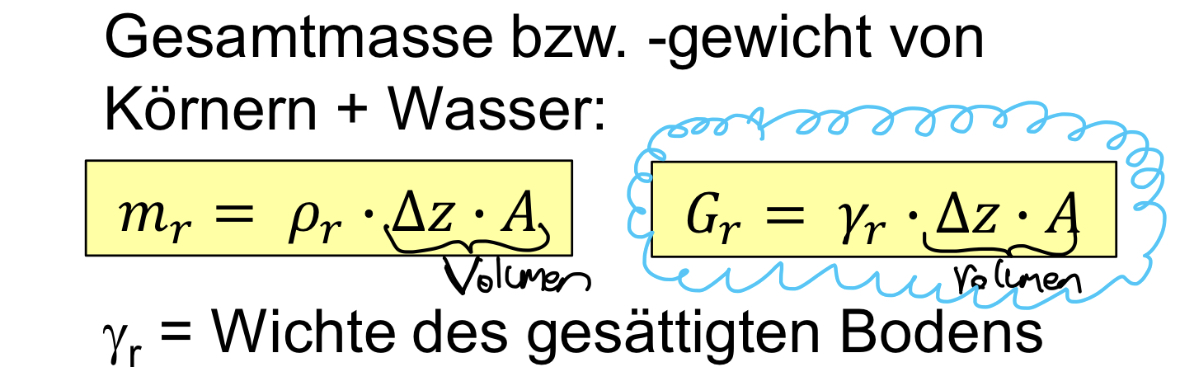 Gesamtmasse bzw. -gewicht von
Körnern + Wasser:
m_r = ρ_r · Δz · A   G_r = γ_r · Δz · A
Volumen   Volumen
γ_r = Wichte des gesättigten Bodens